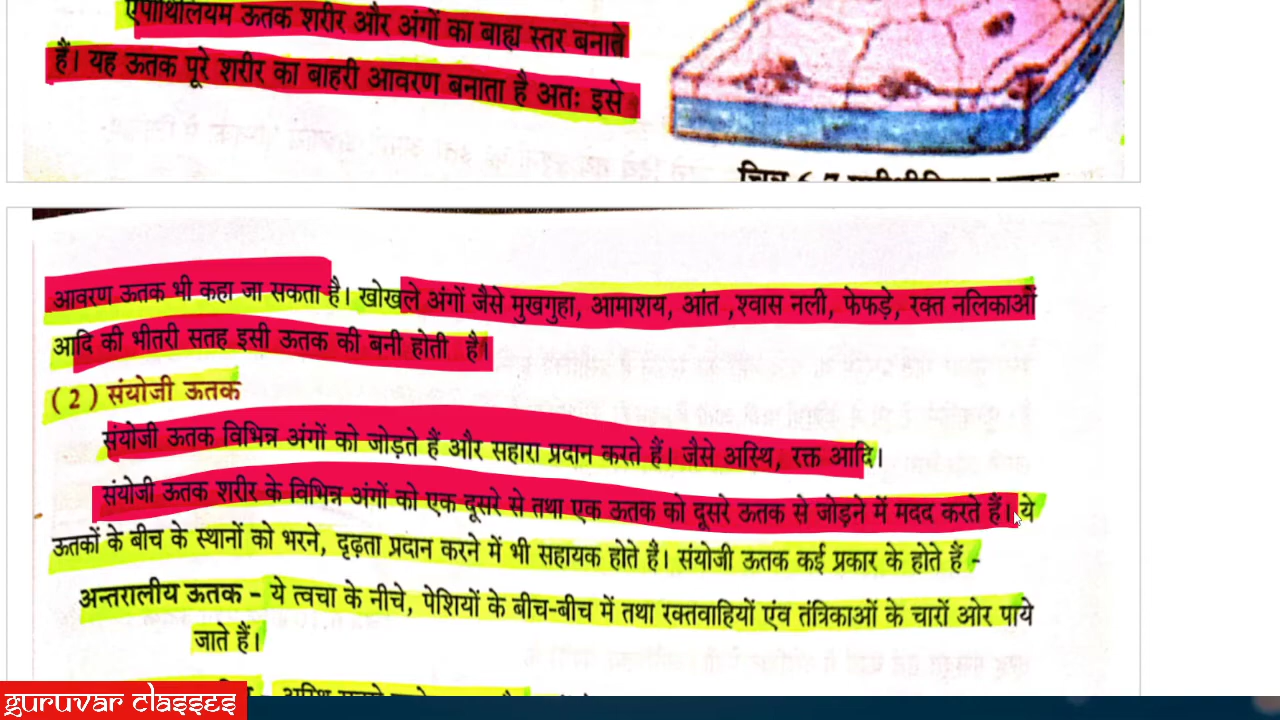 एपीथिलियम ऊतक शरीर और अंगों का बाह्य स्तर बनाते
हैं। यह ऊतक पूरे शरीर का बाहरी आवरण बनाता है अतः इसे
चित्र 6.7
आवरण ऊतक भी कहा जा सकता है। खोखले अंगों जैसे मुखगुहा, आमाशय, आंत ,श्वास नली, फेफड़े, रक्त नलिकाओं
आदि की भीतरी सतह इसी ऊतक की बनी होती है।
(2) संयोजी ऊतक
संयोजी ऊतक विभिन्न अंगों को जोड़ते हैं और सहारा प्रदान करते हैं। जैसे अस्थि, रक्त आदि।
संयोजी ऊतक शरीर के विभिन्न अंगों को एक दूसरे से तथा एक ऊतक को दूसरे ऊतक से जोड़ने में मदद करते हैं। ये
ऊतकों के बीच के स्थानों को भरने, दृढ़ता प्रदान करने में भी सहायक होते हैं। संयोजी ऊतक कई प्रकार के होते हैं -
अन्तरालीय ऊतक - ये त्वचा के नीचे, पेशियों के बीच-बीच में तथा रक्तवाहियों एंव तंत्रिकाओं के चारों ओर पाये
जाते हैं।
GURUVAR CLASSES